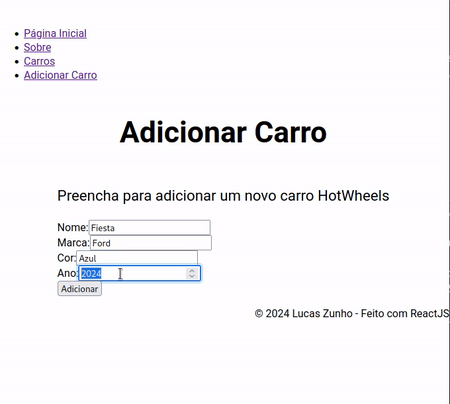 Página Inicial
Sobre
Carros
Adicionar Carro
Adicionar Carro
Preencha para adicionar um novo carro HotWheels
Nome: Fiesta
Marca: Ford
Cor: Azul
Ano: 2024
Adicionar
© 2024 Lucas Zunho - Feito com ReactJS